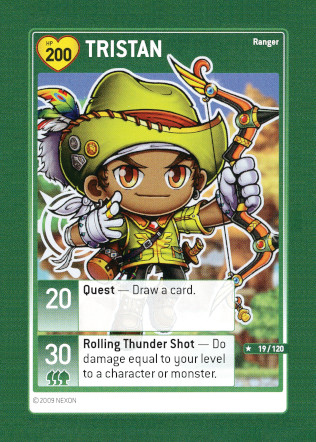 HP
200
TRISTAN
Ranger
20
Quest — Draw a card.
30
Rolling Thunder Shot — Do
damage equal to your level
to a character or monster.
19/120
© 2009 NEXON